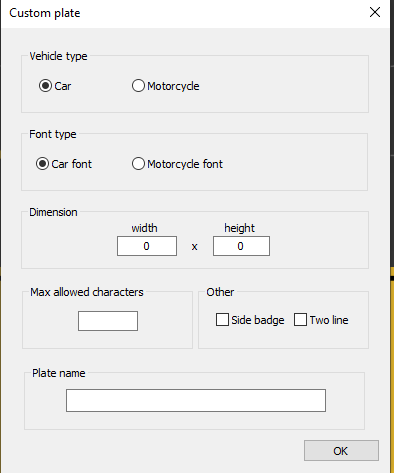 Custom plate
Vehicle type
Car Motorcycle
Font type
Car font Motorcycle font
Dimension
width height
0 x 0
Max allowed characters Other
Side badge Two line
Plate name
OK